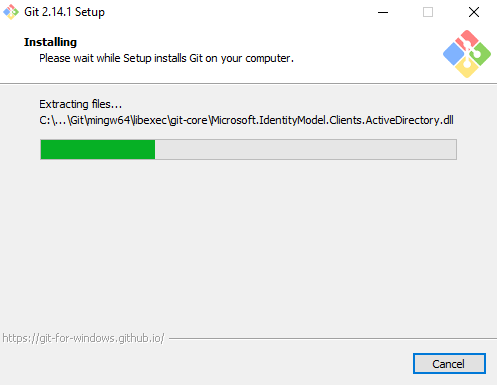 Git 2.14.1 Setup
Installing
Please wait while Setup installs Git on your computer.
Extracting files...
C:\...\Git\mingw64\libexec\git-core\Microsoft.IdentityModel.Clients.ActiveDirectory.dll
https://git-for-windows.github.io/
Cancel